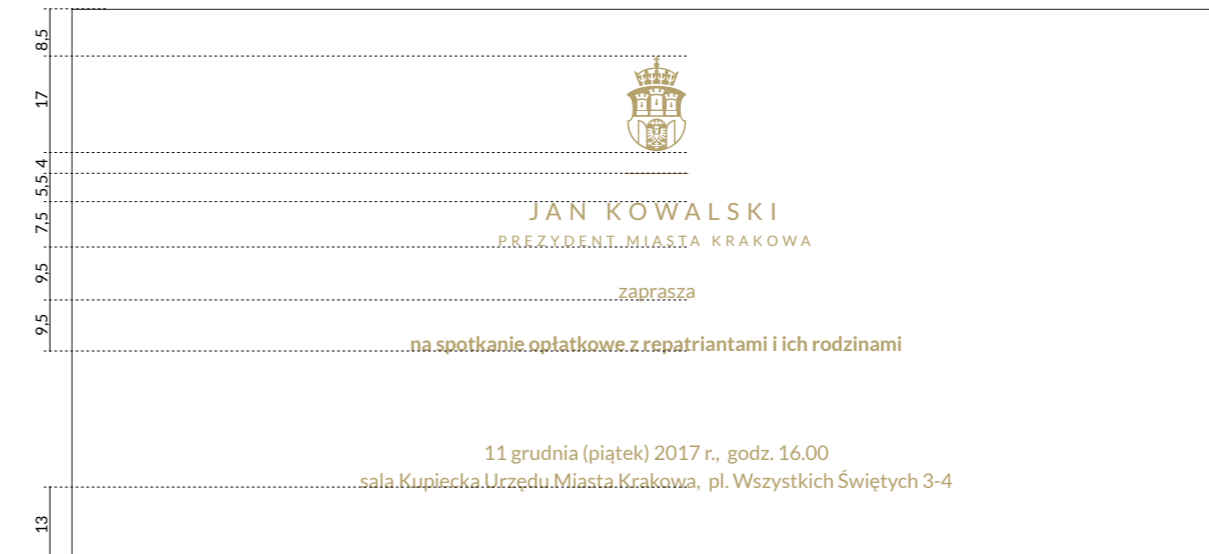 8,5
17
4
5,5
7,5
9,5
9,5
13
JAN KOWALSKI
PREZYDENT MIASTA KRAKOWA
zaprasza
na spotkanie opłatkowe z repatriantami i ich rodzinami
11 grudnia (piątek) 2017 r., godz. 16.00
sala Kupiecka Urzędu Miasta Krakowa, pl. Wszystkich Świętych 3-4